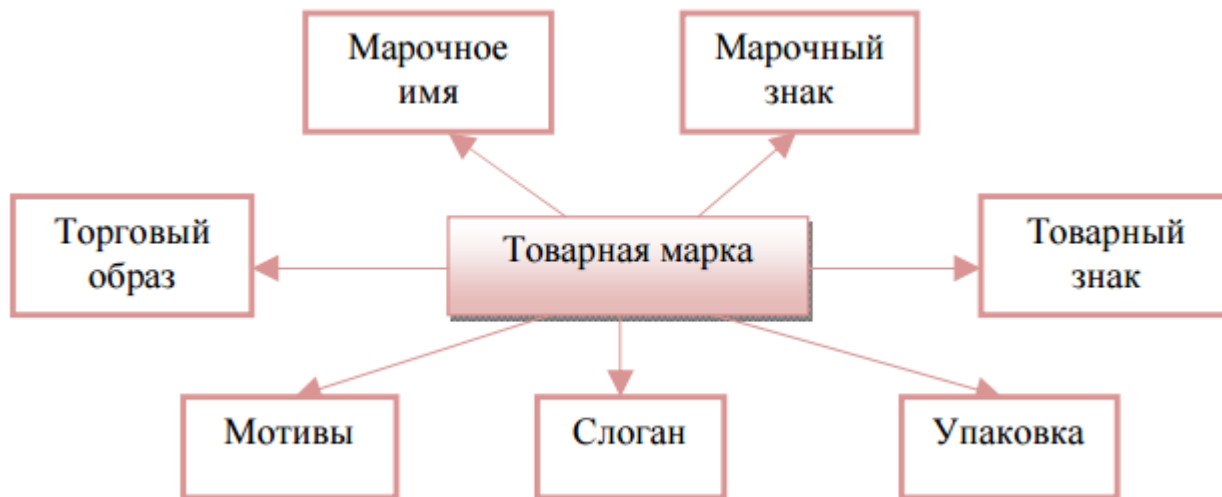 Марочное
имя
Марочный
знак
Торговый
образ
Товарная марка
Товарный
знак
Мотивы
Слоган
Упаковка